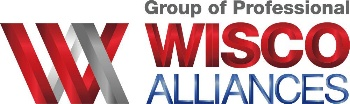 Group of Professional
WISCO
ALLIANCES